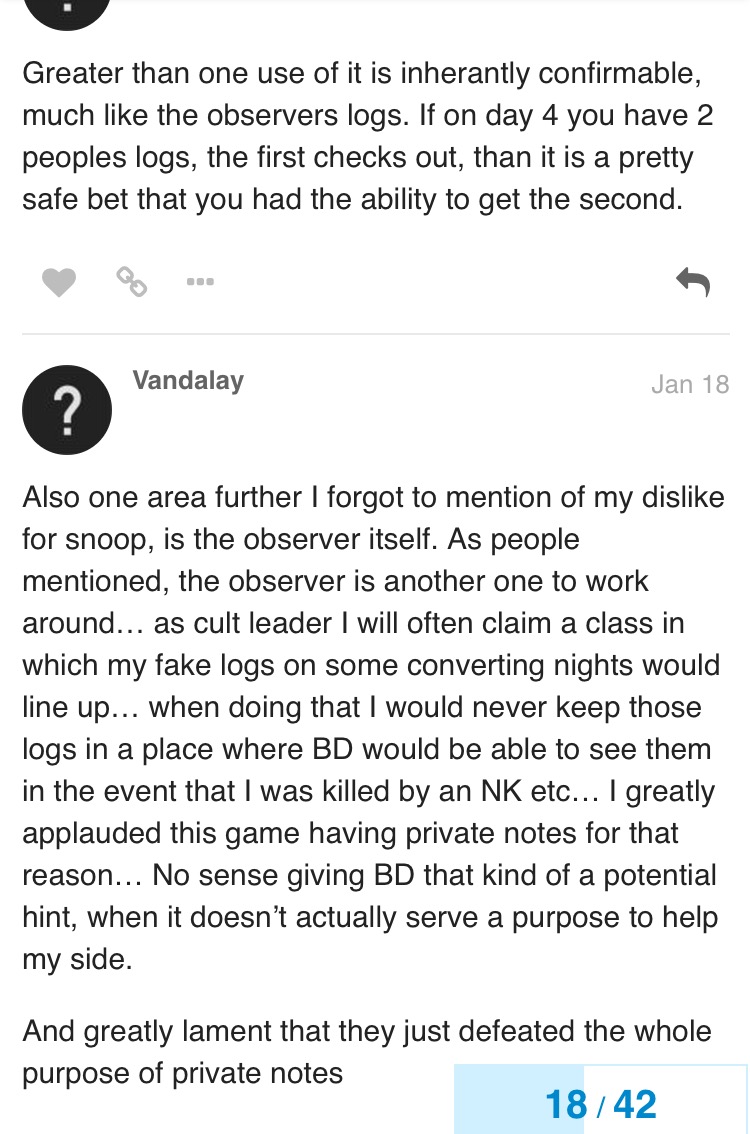 Greater than one use of it is inherantly confirmable,
much like the observers logs. If on day 4 you have 2
peoples logs, the first checks out, than it is a pretty
safe bet that you had the ability to get the second.
?
Vandalay
Jan 18
Also one area further I forgot to mention of my dislike
for snoop, is the observer itself. As people
mentioned, the observer is another one to work
around… as cult leader I will often claim a class in
which my fake logs on some converting nights would
line up… when doing that I would never keep those
logs in a place where BD would be able to see them
in the event that I was killed by an NK etc… I greatly
applauded this game having private notes for that
reason… No sense giving BD that kind of a potential
hint, when it doesn’t actually serve a purpose to help
my side.
And greatly lament that they just defeated the whole
purpose of private notes
18 / 42